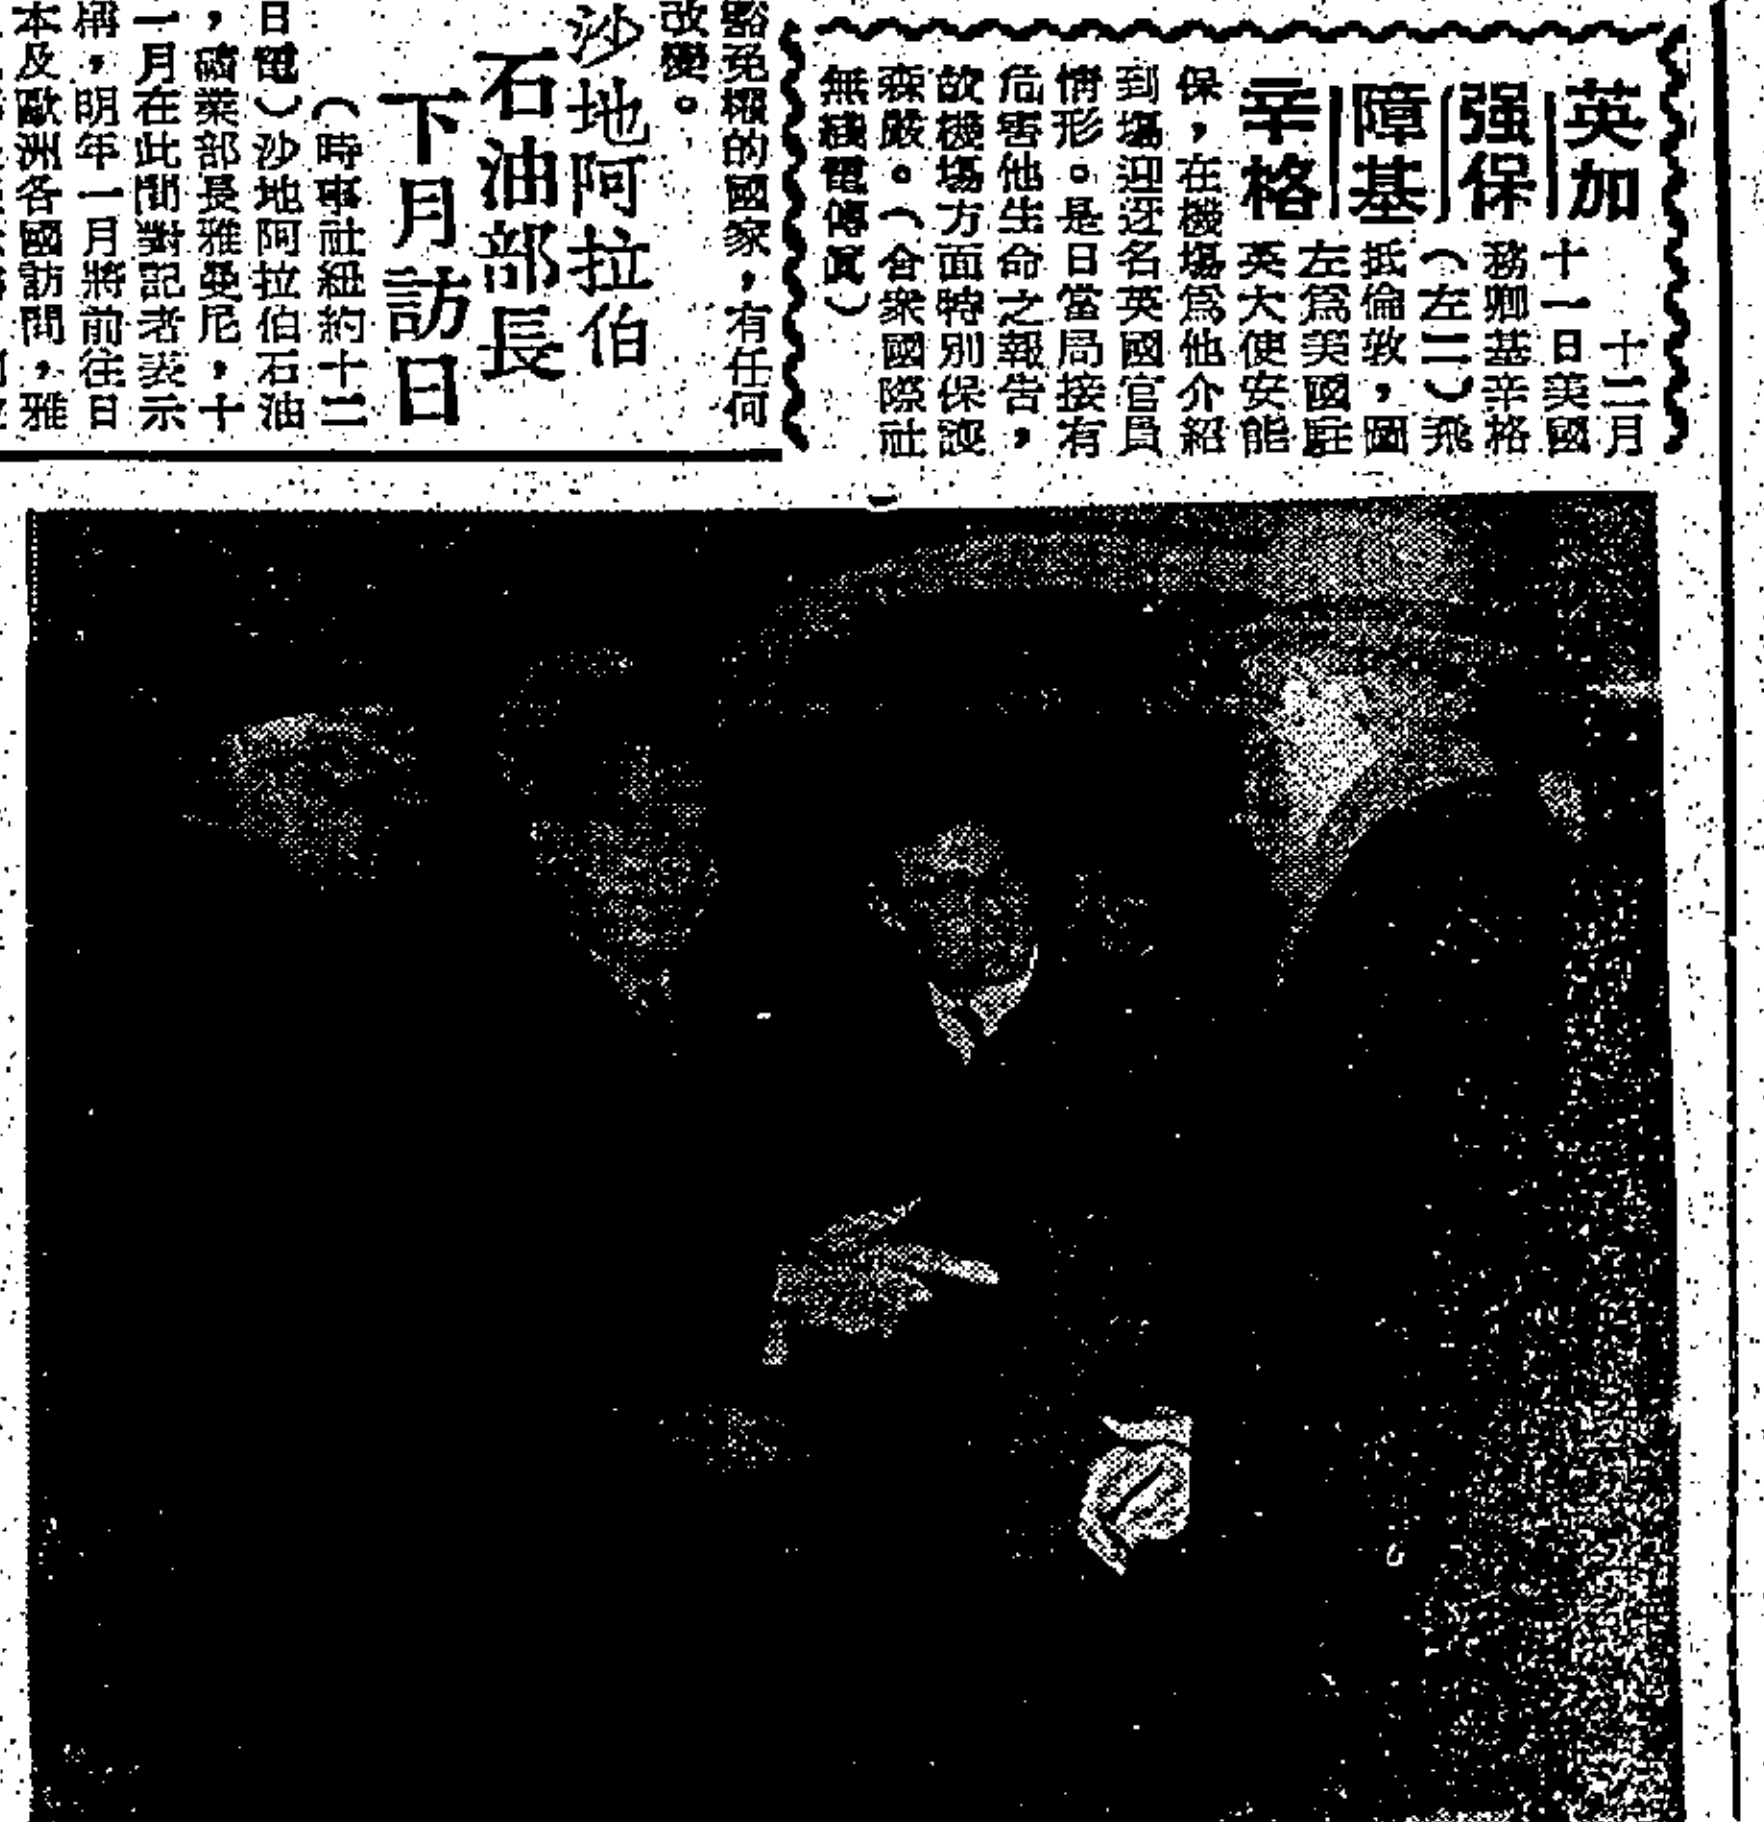 英加
强保
障基
辛格
十二月
十一日美國
務卿基辛格
（左二）飛
抵倫敦，圖
左爲美國駐
英大使安能
保，在機場爲他介紹
到場迎迓名英國官員
情形。是日當局接有
危害他生命之報告，
故機場方面特別保護
森嚴。（合衆國際社
無綫電傳眞）
豁免權的國家，有任何
改變。
沙地阿拉伯
石油部長
下月訪日
（時事社紐約十二
日電）沙地阿拉伯石油
，礦業部長雅曼尼，十
一月在此間對記者表示
稱，明年一月將前往日
本及歐洲各國訪問，雅